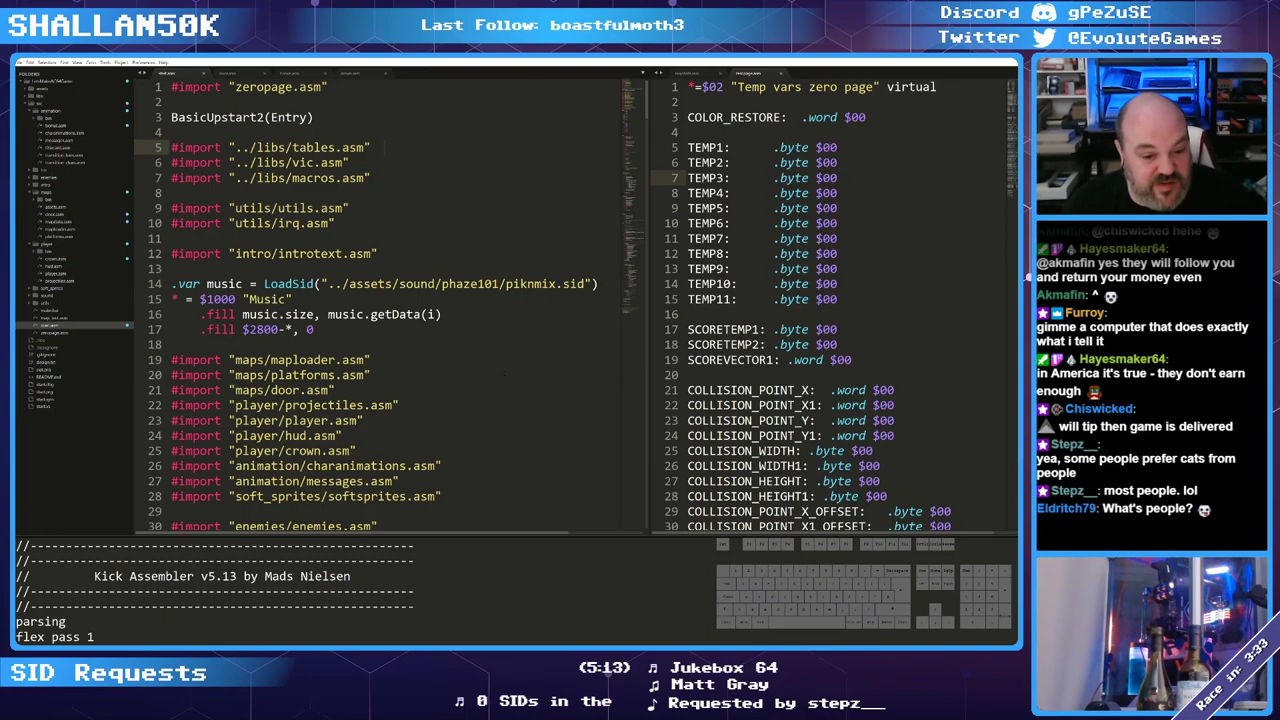 SHALLAN50K
Last Follow: boastfulmoth3
Discord gPeZuSE
Twitter @EvoluteGames
FOLDERS
1 #import "zeropage.asm"
2
3 BasicUpstart2(Entry)
4
5 #import "../libs/tables.asm"
6 #import "../libs/vic.asm"
7 #import "../libs/macros.asm"
8
9 #import "utils/utils.asm"
10 #import "utils/irq.asm"
11
12 #import "intro/introtext.asm"
13
14 .var music = LoadSid("../assets/sound/phaze101/piknmix.sid")
15 * = $1000 "Music"
16 .fill music.size, music.getData(i)
17 .fill $2800-*, 0
18
19 #import "maps/maploader.asm"
20 #import "maps/platforms.asm"
21 #import "maps/door.asm"
22 #import "player/projectiles.asm"
23 #import "player/player.asm"
24 #import "player/hud.asm"
25 #import "player/crown.asm"
26 #import "animation/charanimations.asm"
27 #import "animation/messages.asm"
28 #import "soft_sprites/softsprites.asm"
29
30 #import "enemies/enemies.asm"
1 *=$02 "Temp vars zero page" virtual
2
3 COLOR_RESTORE: .word $00
4
5 TEMP1: .byte $00
6 TEMP2: .byte $00
7 TEMP3: .byte $00
8 TEMP4: .byte $00
9 TEMP5: .byte $00
10 TEMP6: .byte $00
11 TEMP7: .byte $00
12 TEMP8: .byte $00
13 TEMP9: .byte $00
14 TEMP10: .byte $00
15 TEMP11: .byte $00
16
17 SCORETEMP1: .byte $00
18 SCORETEMP2: .byte $00
19 SCOREVECTOR1: .word $00
20
21 COLLISION_POINT_X: .word $00
22 COLLISION_POINT_X1: .word $00
23 COLLISION_POINT_Y: .word $00
24 COLLISION_POINT_Y1: .word $00
25 COLLISION_WIDTH: .byte $00
26 COLLISION_WIDTH1: .byte $00
27 COLLISION_HEIGHT: .byte $00
28 COLLISION_HEIGHT1: .byte $00
29 COLLISION_POINT_X_OFFSET: .byte $00
30 COLLISION_POINT_X1_OFFSET: .byte $00
//------------------------------------------------------
//------------------------------------------------------
// Kick Assembler v5.13 by Mads Nielsen
//------------------------------------------------------
//------------------------------------------------------
parsing
flex pass 1
Akmafin: @chiswicked hehe
Hayesmaker64:
@akmafin yes they will follow you
and return your money even
Akmafin: ^
Furroy:
gimme a computer that does exactly
what i tell it
Hayesmaker64:
in America it's true - they don't earn
enough
Chiswicked:
will tip then game is delivered
Stepz__:
yea, some people prefer cats from
people
Stepz__: most people. lol
Eldritch79: What's people?
Race in: 3:33
SID Requests
(5:13)
♫ 0 SIDs in the
♫ Jukebox 64
♫ Matt Gray
♪ Requested by stepz__